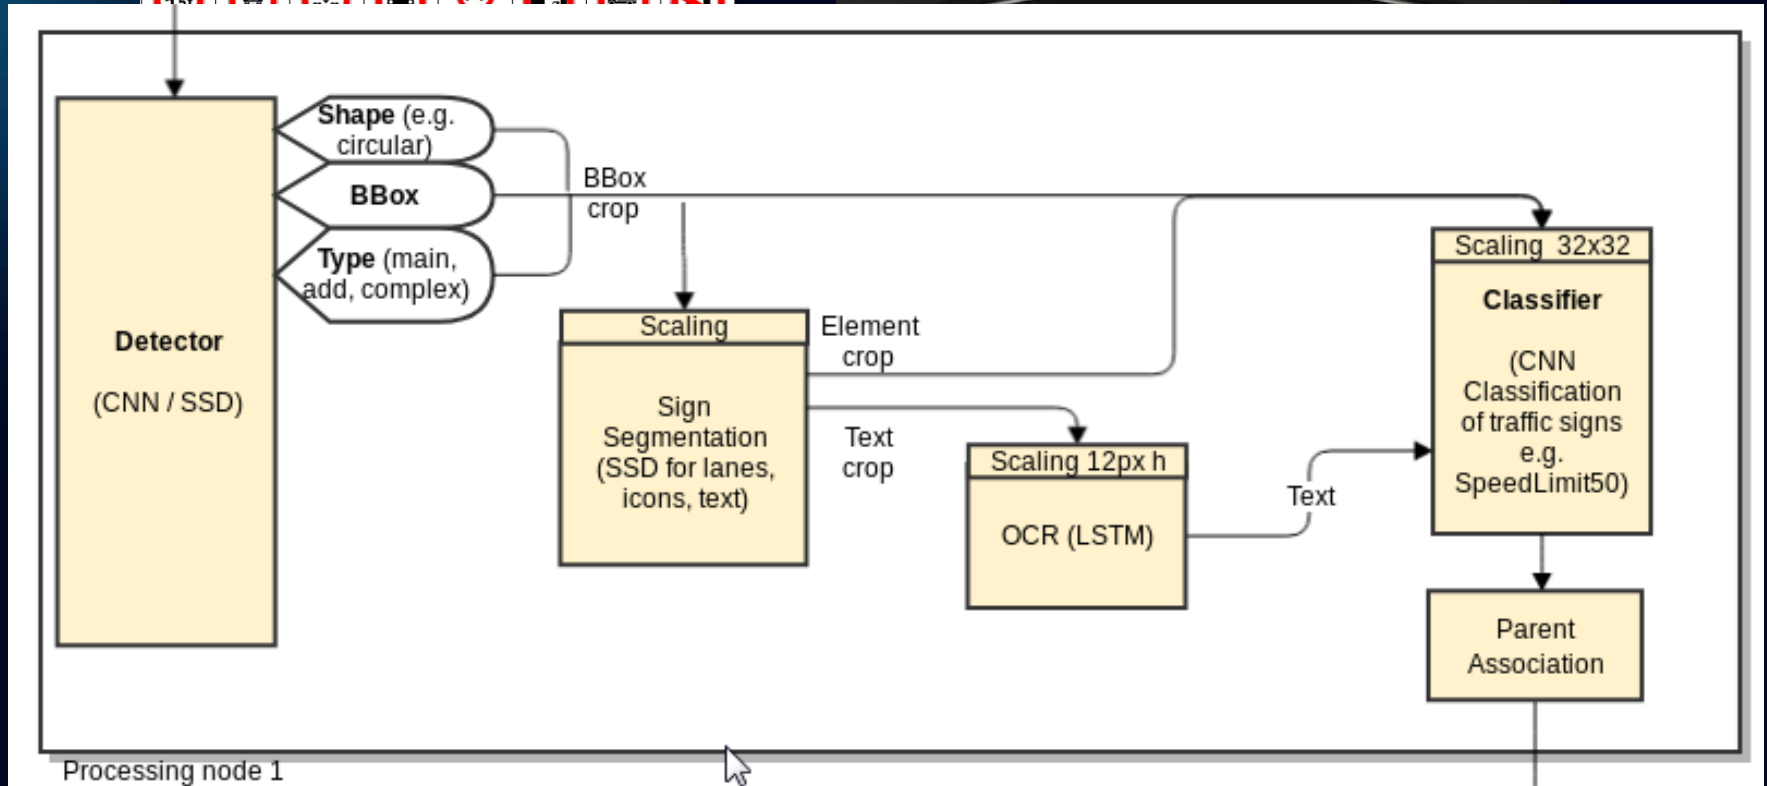 Shape (e.g.
circular)
BBox
Type (main,
add, complex)
Detector
(CNN / SSD)
BBox
crop
Scaling
Sign
Segmentation
(SSD for lanes,
icons, text)
Element
crop
Text
crop
Scaling 12px h
OCR (LSTM)
Text
Scaling 32x32
Classifier
(CNN
Classification
of traffic signs
e.g.
SpeedLimit50)
Parent
Association
Processing node 1